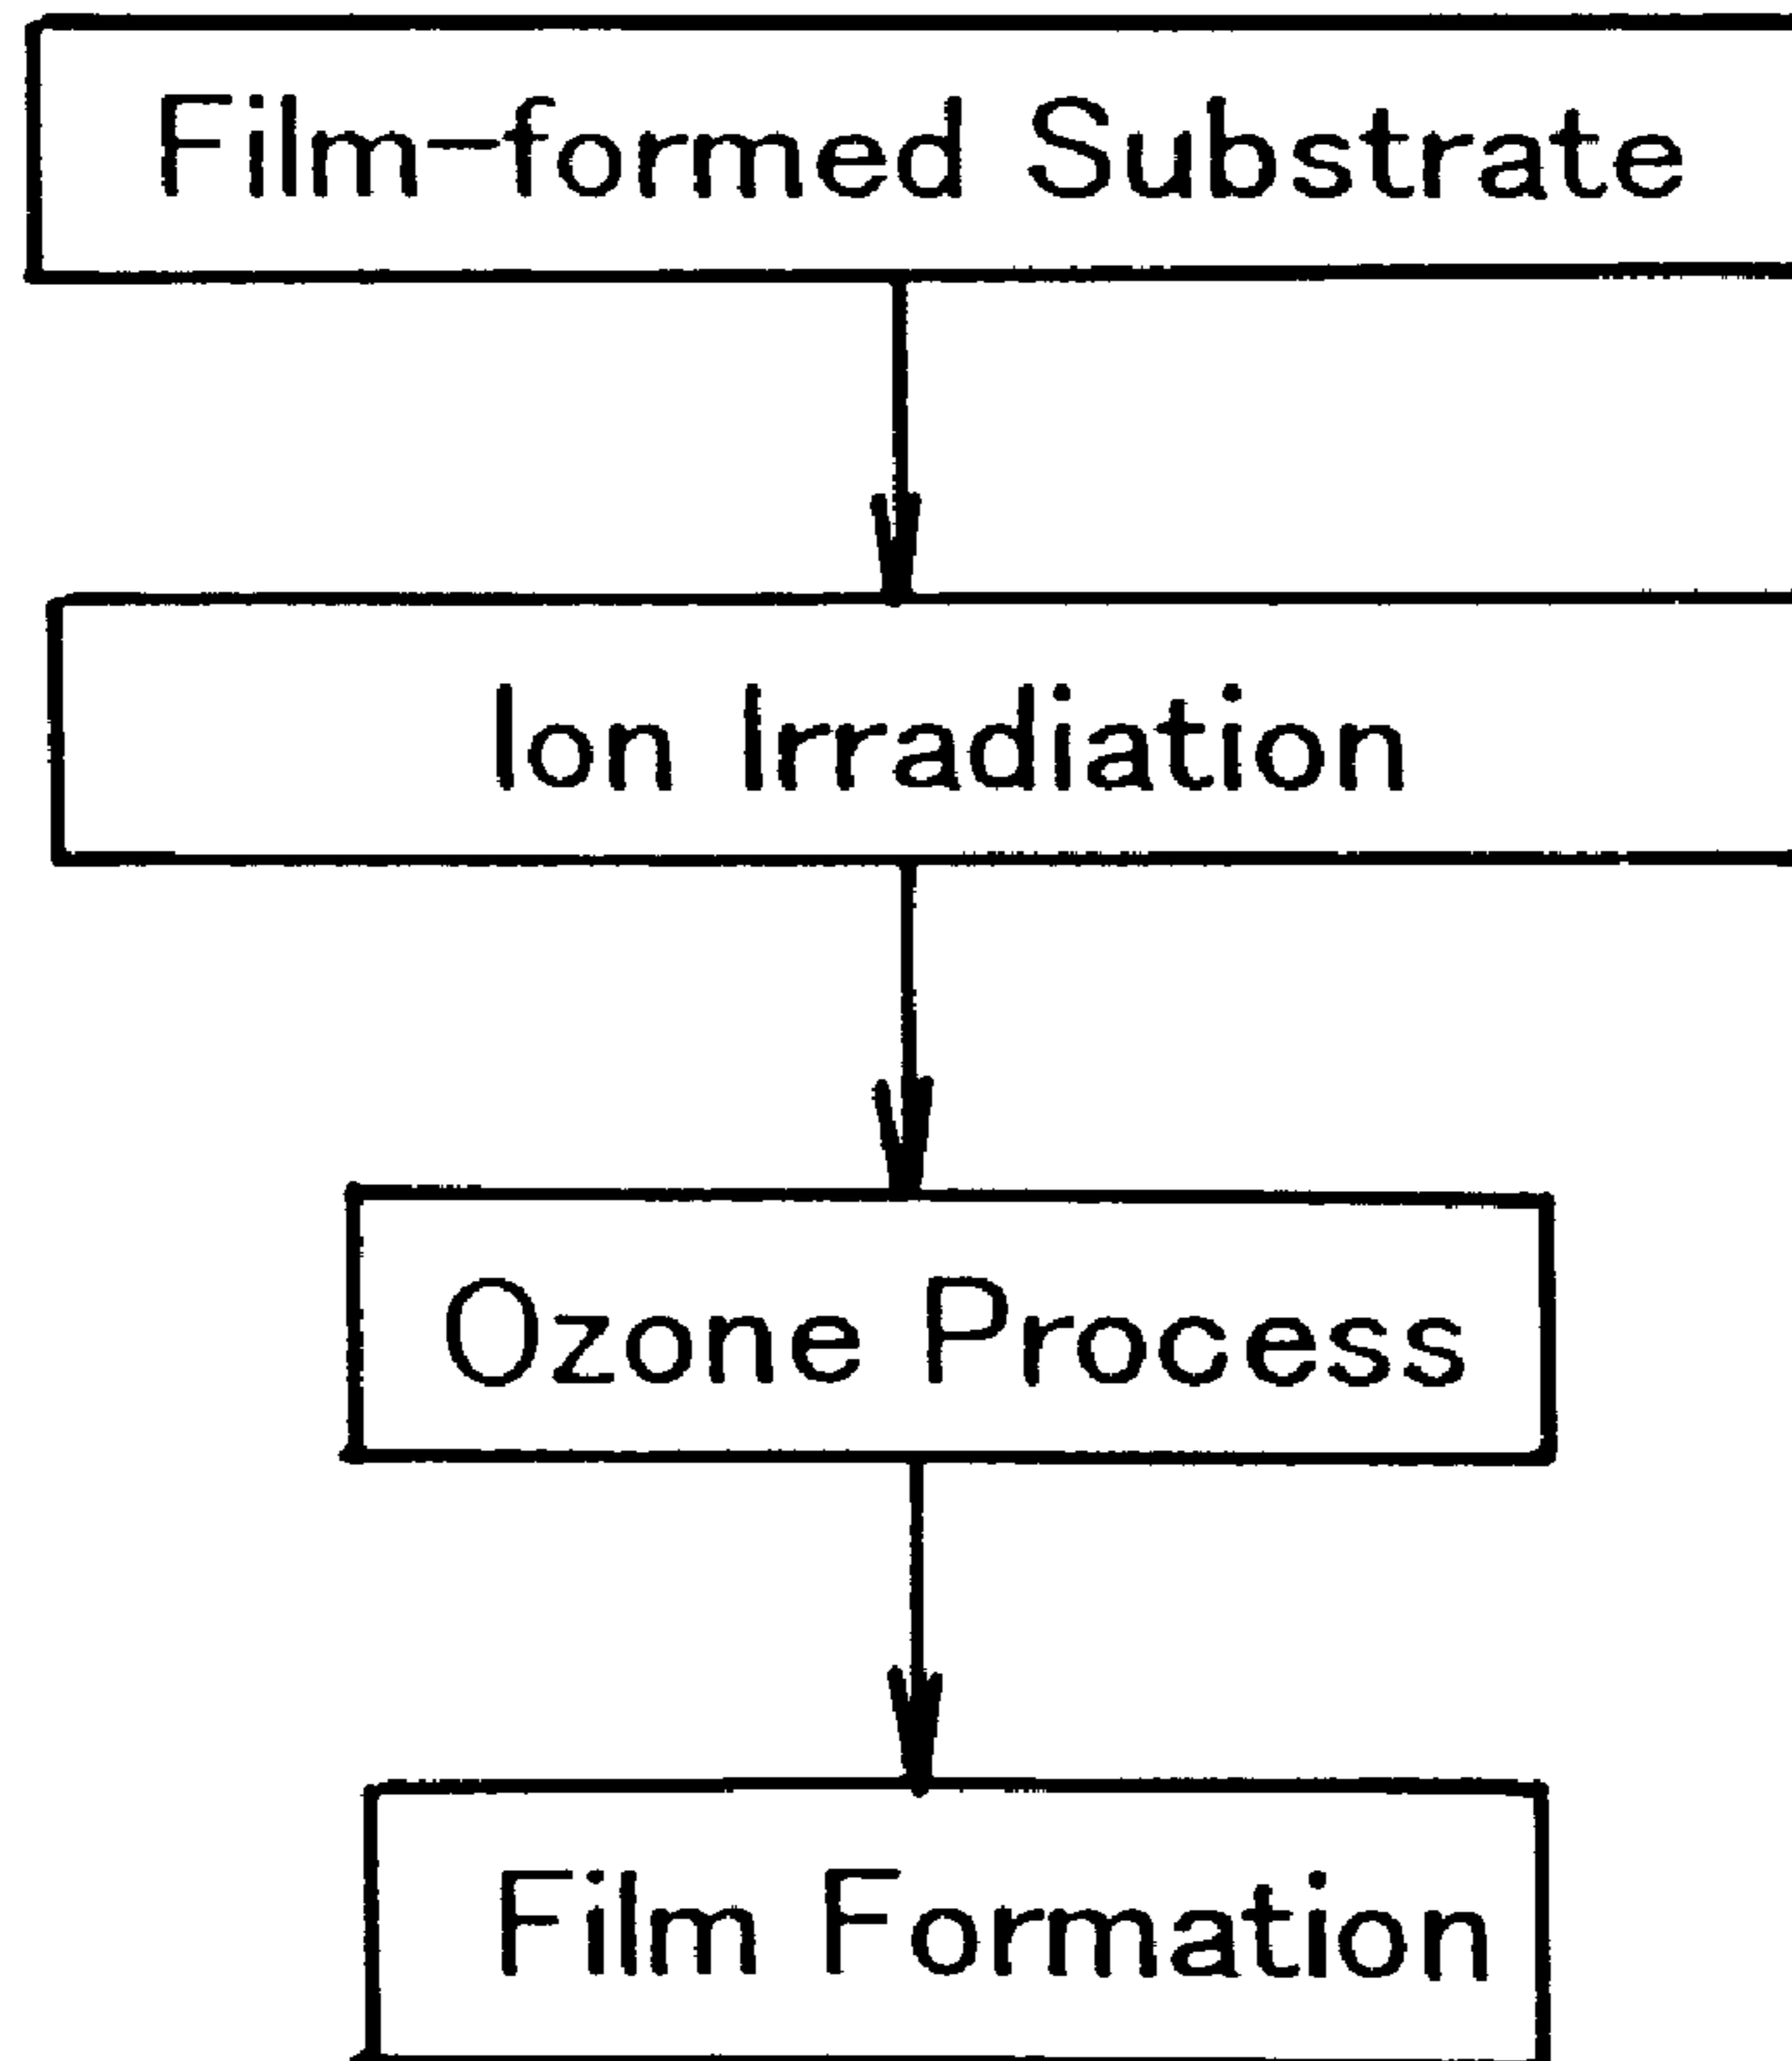 Film-formed Substrate
Ion Irradiation
Ozone Process
Film Formation